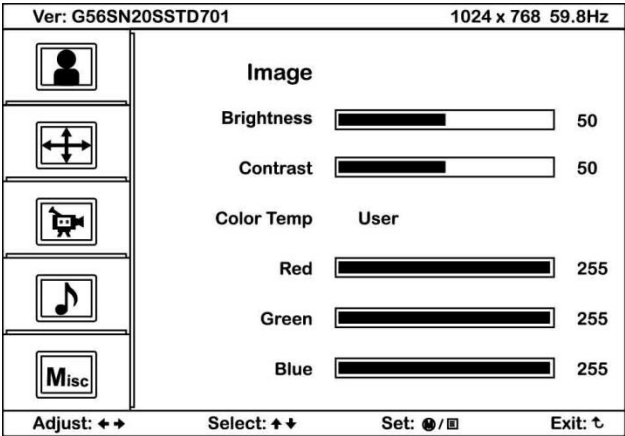 Ver: G56SN20SSTD701 1024 x 768 59.8Hz
Image
Brightness 50
Contrast 50
Color Temp User
Red 255
Green 255
Blue 255
Misc
Adjust: Select: Set: M/ Exit: